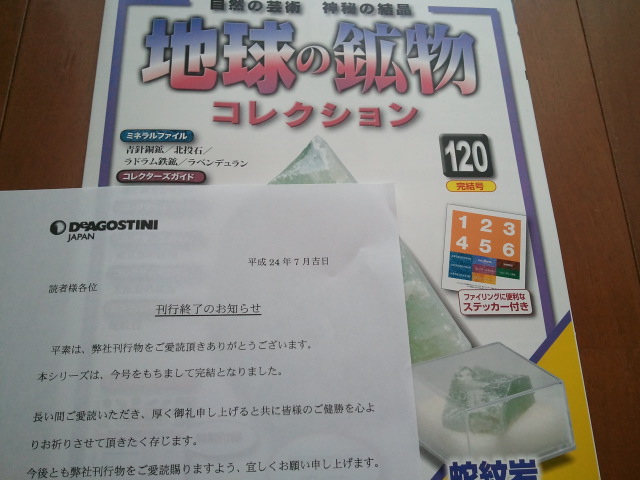 自然の芸術 神秘の結晶
地球の鉱物
コレクション
ミネラルファイル
青針銅鉱／北投石／
ラドラム鉄鉱／ラベンデュラン
コレクターズガイド
120
完結号
1 2 3
4 5 6
ファイリングに便利な
ステッカー付き
蛇紋岩
DeAGOSTINI
JAPAN
平成24年7月吉日
読者様各位
刊行終了のお知らせ
平素は、弊社刊行物をご愛読頂きありがとうございます。
本シリーズは、今号をもちまして完結となりました。
長い間ご愛読いただき、厚く御礼申し上げると共に皆様のご健勝を心よ
りお祈りさせて頂きたく存じます。
今後とも弊社刊行物をご愛読賜りますよう、宜しくお願い申し上げます。